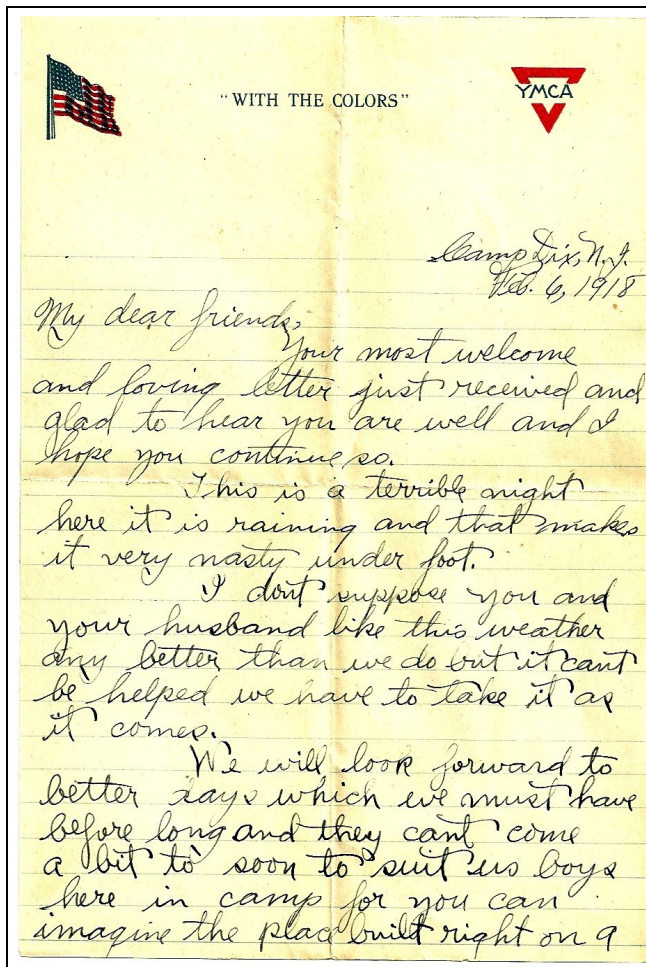 "WITH THE COLORS"
YMCA
Camp Dix, N.J.
Feb. 6, 1918
My dear friends,
Your most welcome
and loving letter just received and
glad to hear you are well and I
hope you continue so.
This is a terrible night
here it is raining and that makes
it very nasty under foot.
I dont suppose you and
your husband like this weather
any better than we do but it cant
be helped we have to take it as
it comes.
We will look forward to
better days which we must have
before long and they cant come
a bit to soon to suit us boys
here in camp for you can
imagine the place built right on a